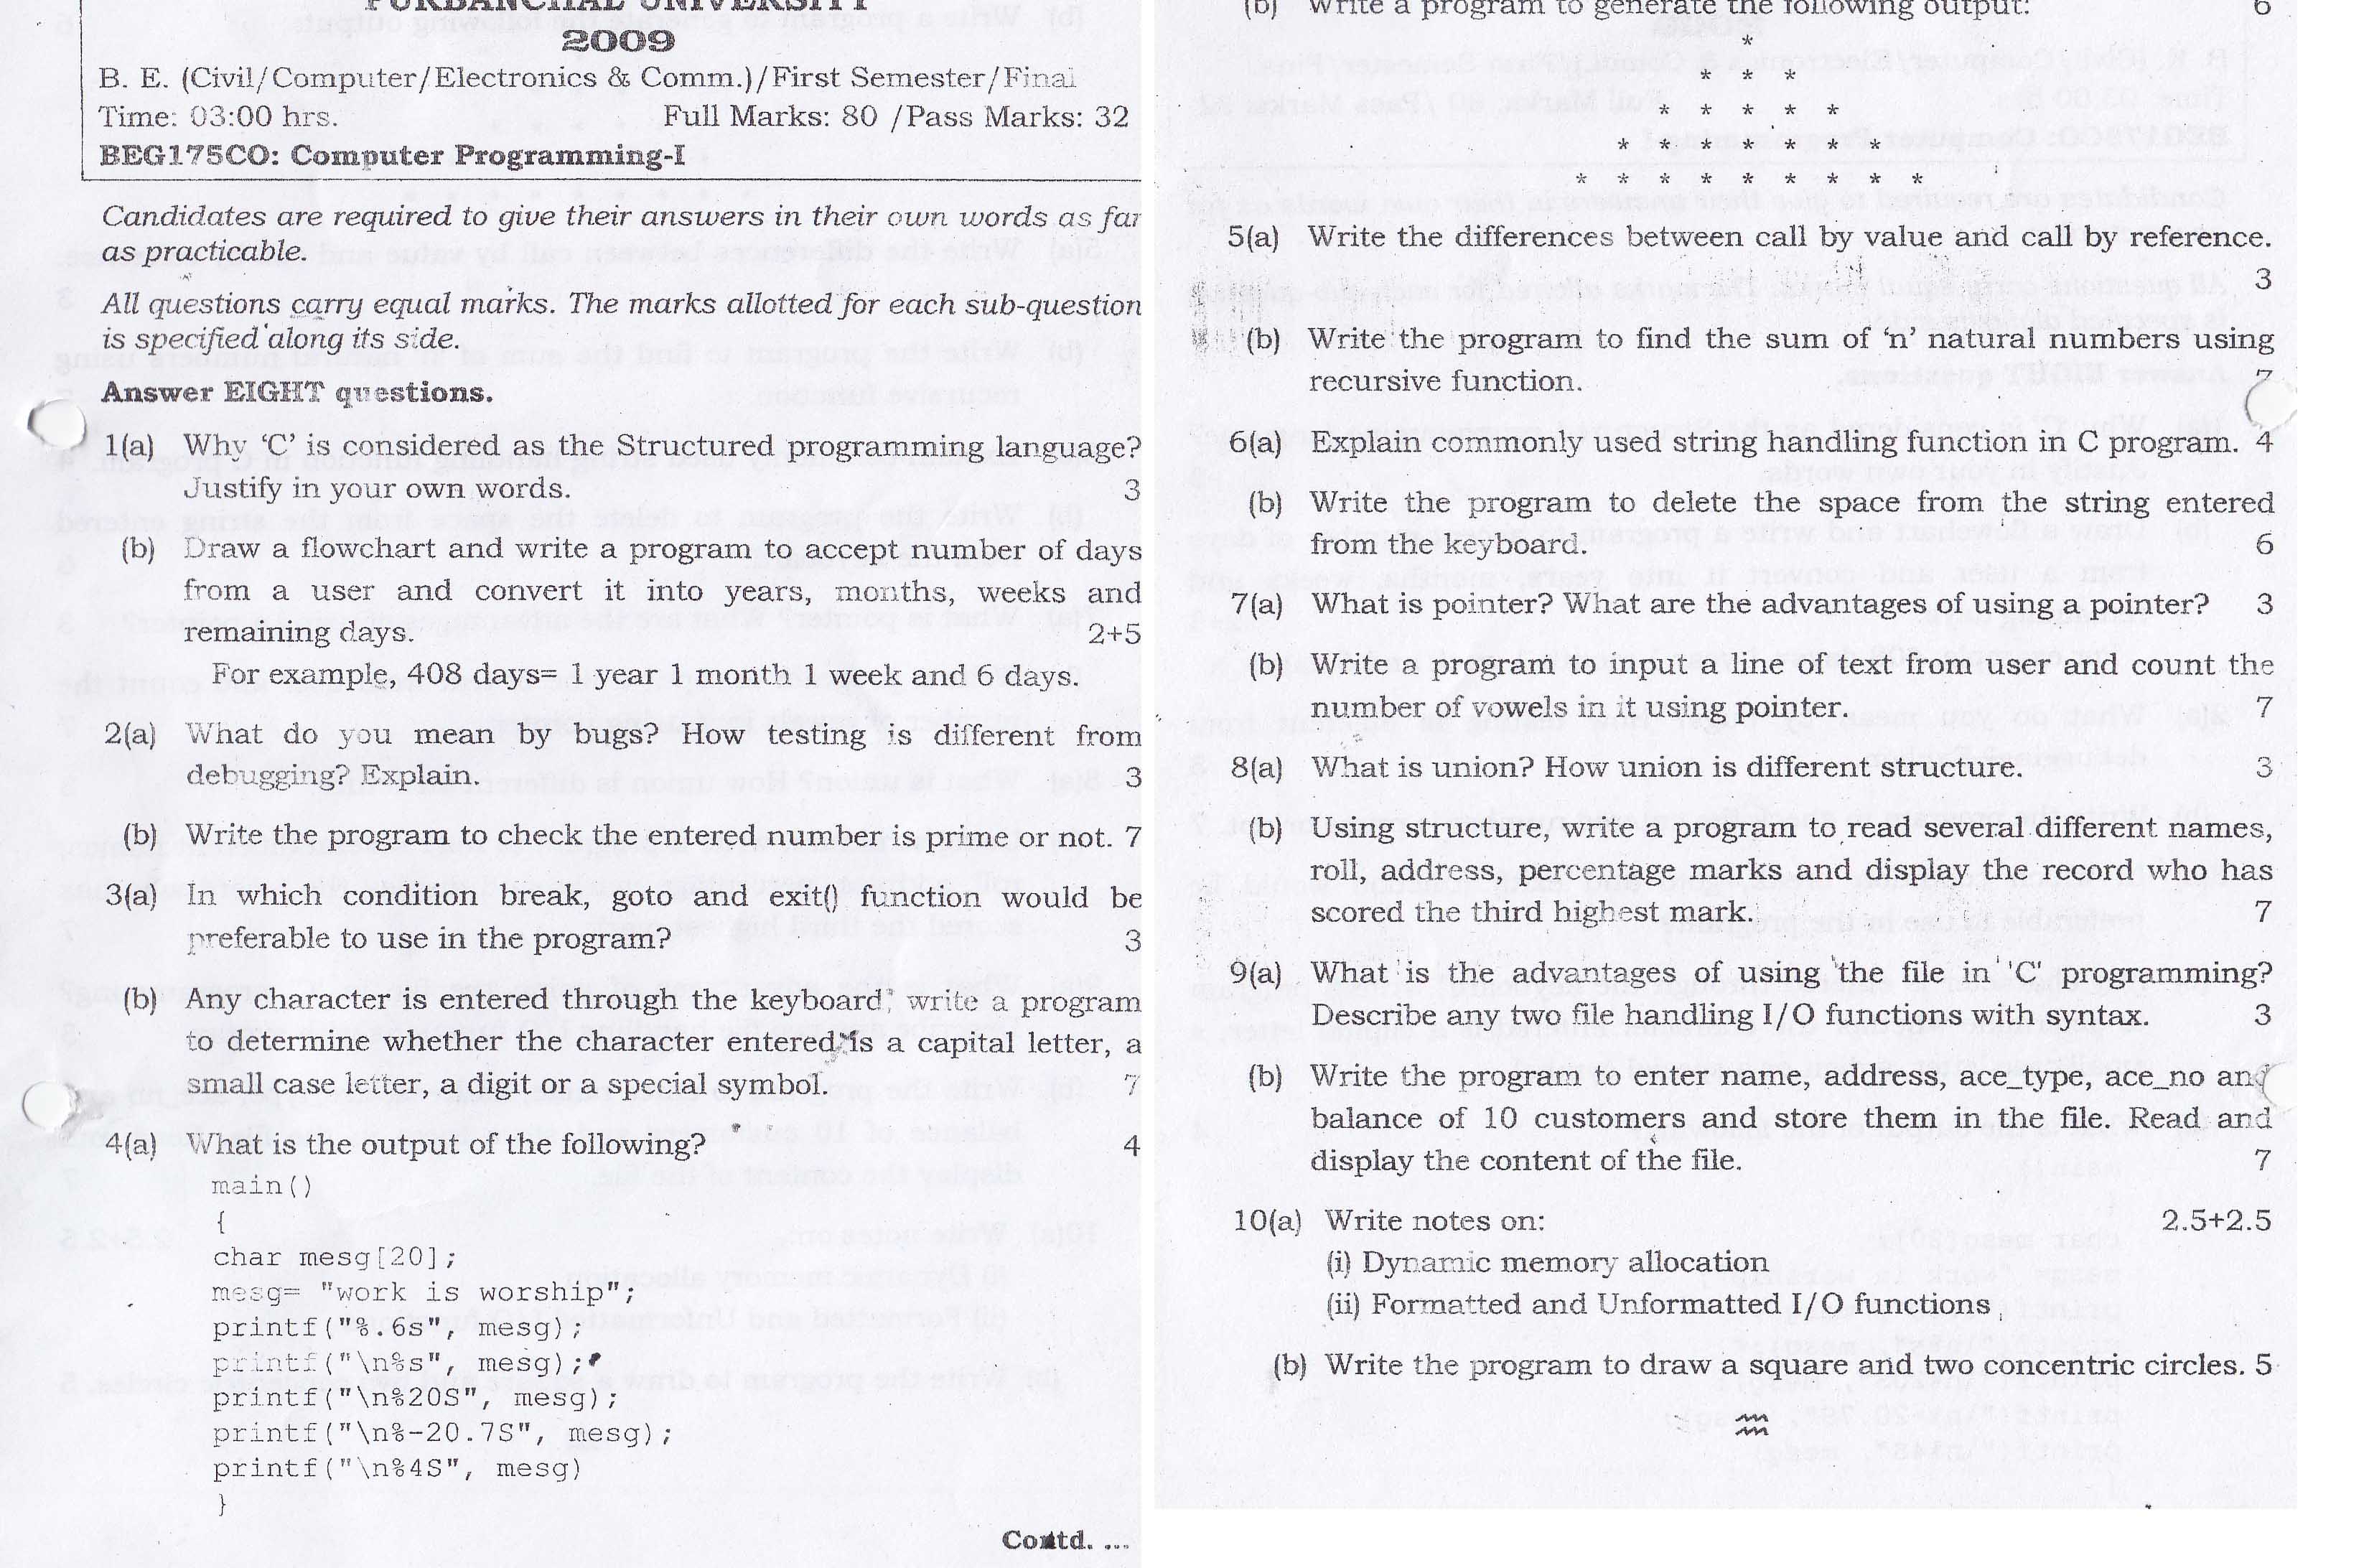 PURBANCHAL UNIVERSITY
2009
B. E. (Civil/Computer/Electronics & Comm.)/First Semester/Final
Time: 03:00 hrs. Full Marks: 80 /Pass Marks: 32
BEG175CO: Computer Programming-I
Candidates are required to give their answers in their own words as far
as practicable.
All questions carry equal marks. The marks allotted for each sub-question
is specified along its side.
Answer EIGHT questions.
1(a) Why ‘C’ is considered as the Structured programming language?
Justify in your own words. 3
(b) Draw a flowchart and write a program to accept number of days
from a user and convert it into years, months, weeks and
remaining days. 2+5
For example, 408 days= 1 year 1 month 1 week and 6 days.
2(a) What do you mean by bugs? How testing is different from
debugging? Explain. 3
(b) Write the program to check the entered number is prime or not. 7
3(a) In which condition break, goto and exit() function would be
preferable to use in the program? 3
(b) Any character is entered through the keyboard; write a program
to determine whether the character entered is a capital letter, a
small case letter, a digit or a special symbol. 7
4(a) What is the output of the following? 4
main()
{
char mesg[20];
mesg= "work is worship";
printf("%.6s", mesg);
printf("\n%s", mesg);
printf("\n%20S", mesg);
printf("\n%-20.7S", mesg);
printf("\n%4S", mesg)
}
Contd. ...
(b) Write a program to generate the following output: 6
*
* * *
* * * * *
* * * * * * *
* * * * * * * * *
5(a) Write the differences between call by value and call by reference.
3
(b) Write the program to find the sum of ‘n’ natural numbers using
recursive function. 7
6(a) Explain commonly used string handling function in C program. 4
(b) Write the program to delete the space from the string entered
from the keyboard. 6
7(a) What is pointer? What are the advantages of using a pointer? 3
(b) Write a program to input a line of text from user and count the
number of vowels in it using pointer. 7
8(a) What is union? How union is different structure. 3
(b) Using structure, write a program to read several different names,
roll, address, percentage marks and display the record who has
scored the third highest mark. 7
9(a) What is the advantages of using the file in 'C' programming?
Describe any two file handling I/O functions with syntax. 3
(b) Write the program to enter name, address, ace_type, ace_no and
balance of 10 customers and store them in the file. Read and
display the content of the file. 7
10(a) Write notes on: 2.5+2.5
(i) Dynamic memory allocation
(ii) Formatted and Unformatted I/O functions
(b) Write the program to draw a square and two concentric circles. 5